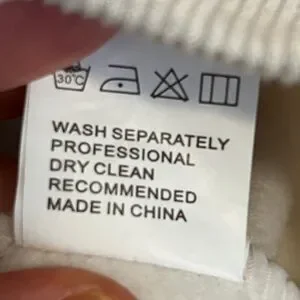 30°C
WASH SEPARATELY
PROFESSIONAL
DRY CLEAN
RECOMMENDED
MADE IN CHINA